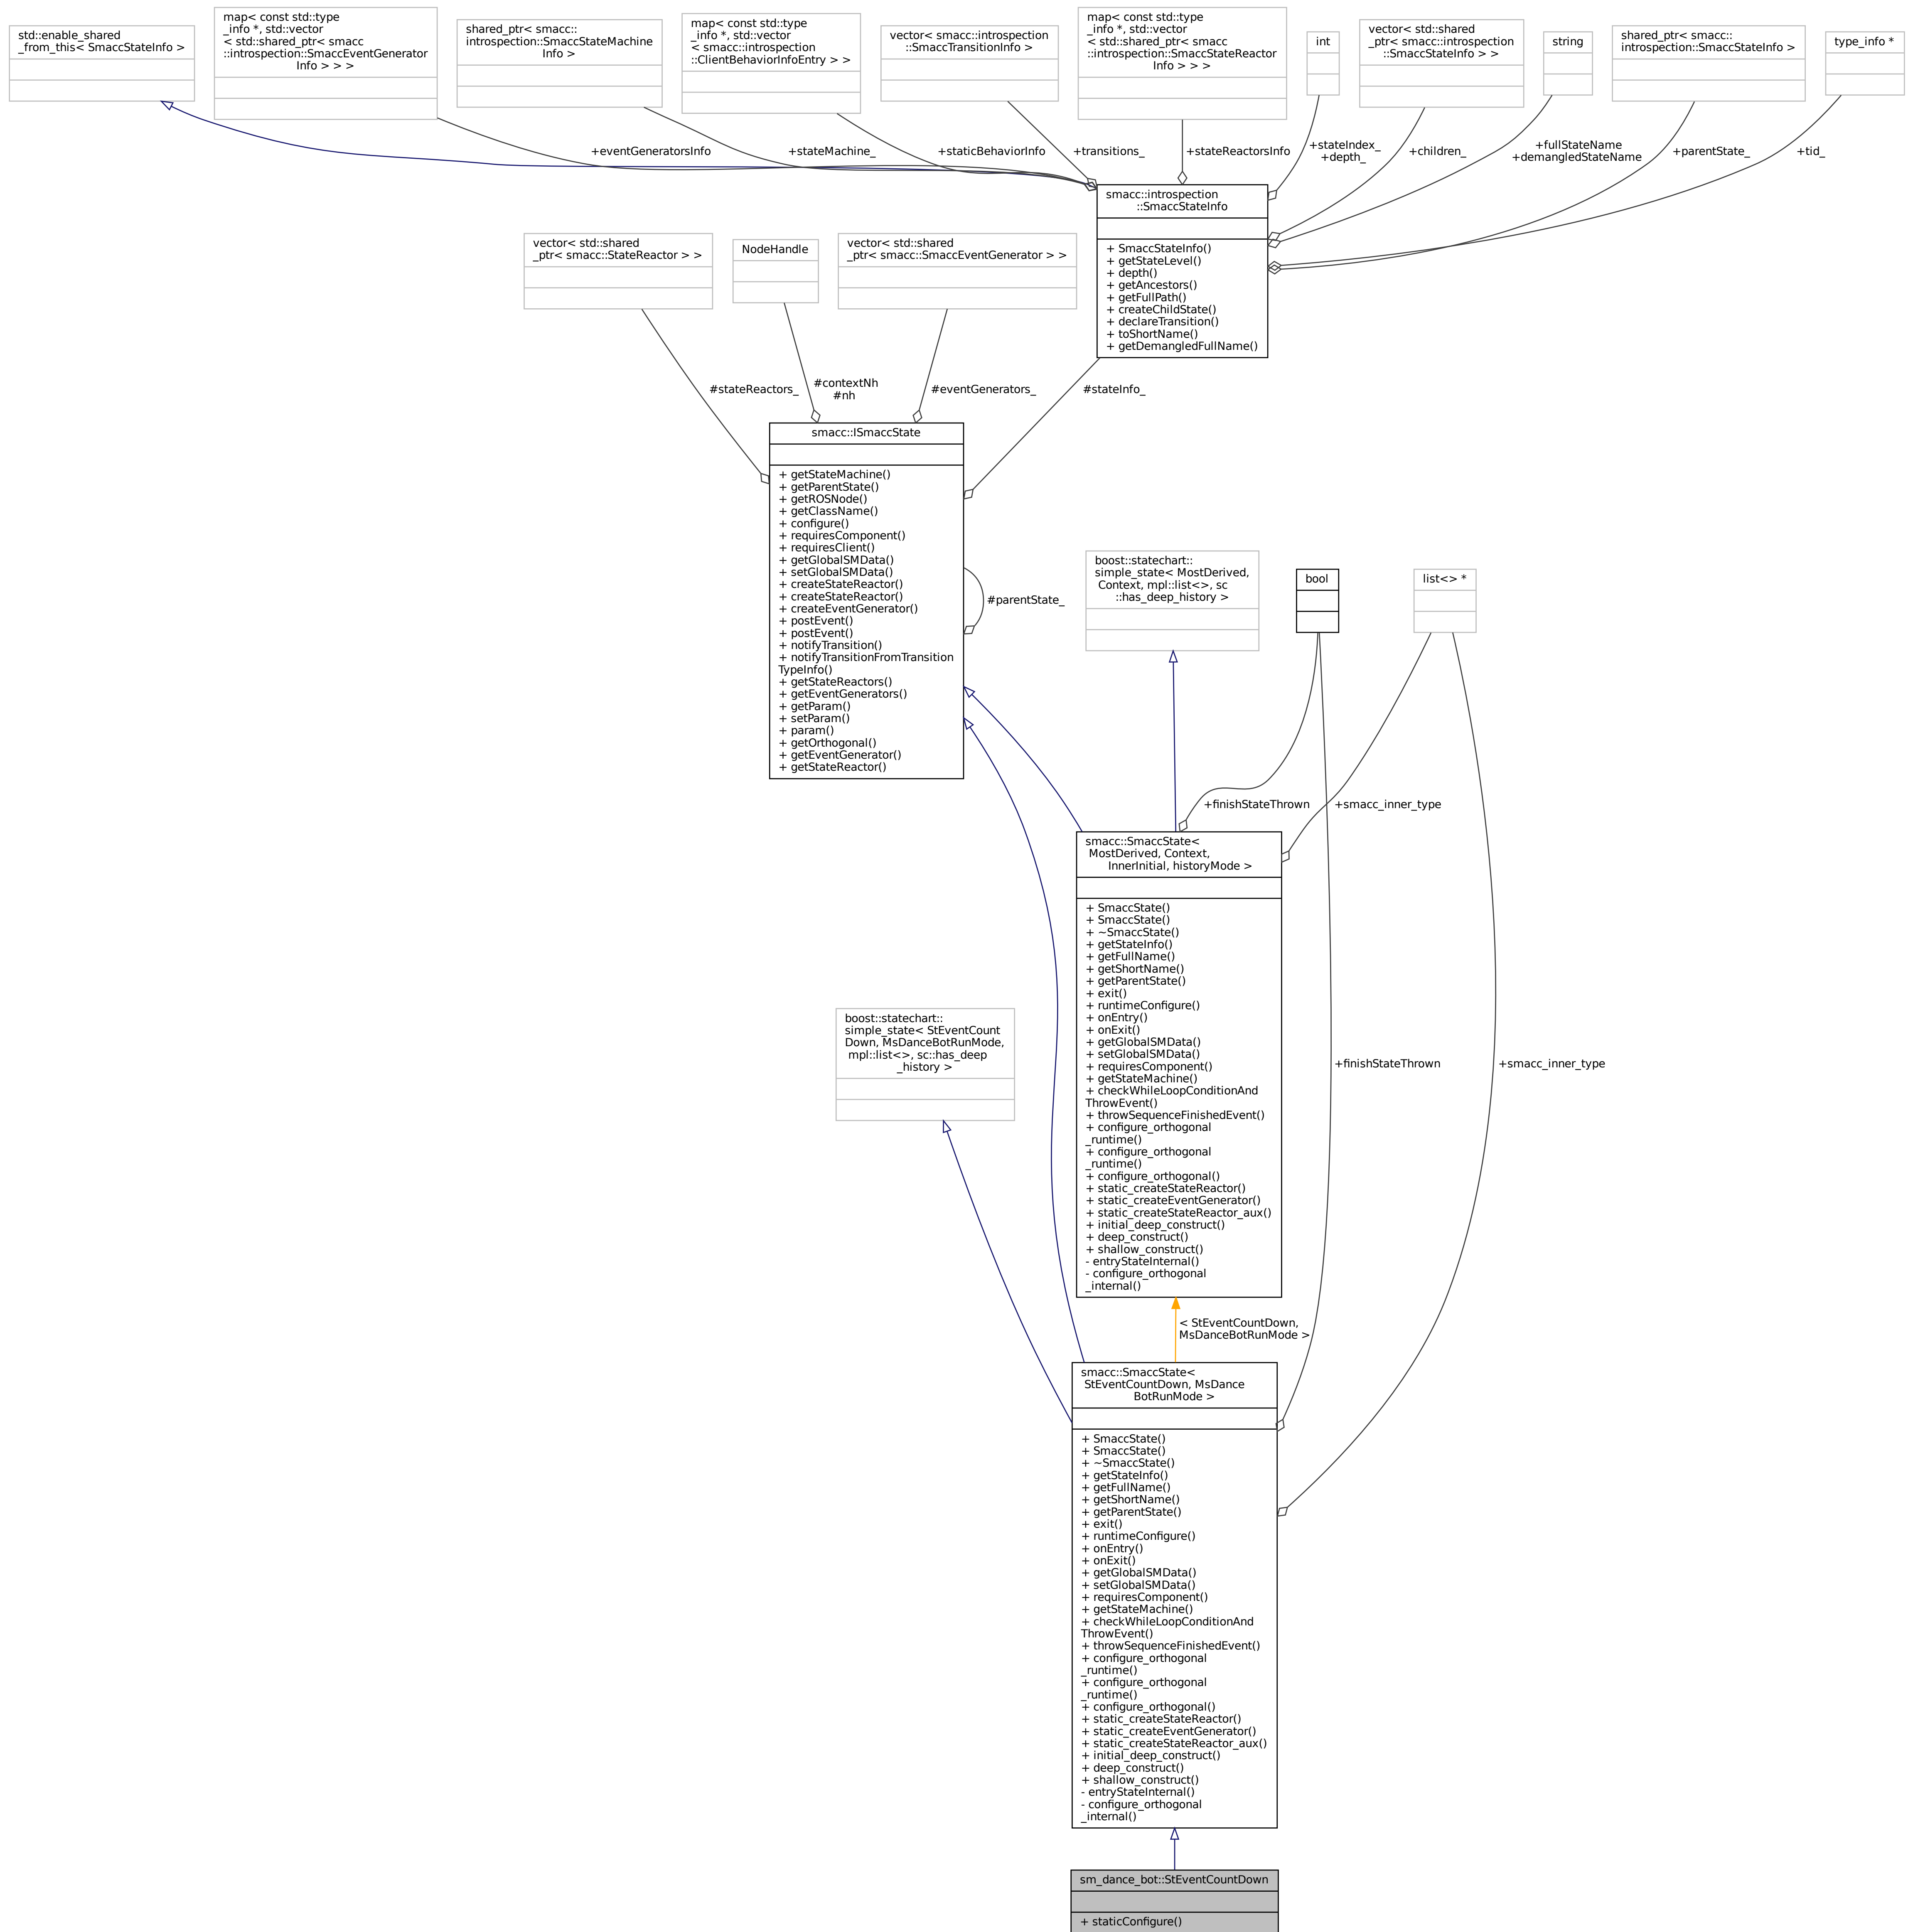 std::enable_shared
_from_this< SmaccStateInfo >
map< const std::type
_info *, std::vector
< std::shared_ptr< smacc
::introspection::SmaccEventGenerator
Info > > >
shared_ptr< smacc::
introspection::SmaccStateMachine
Info >
map< const std::type
_info *, std::vector
< smacc::introspection
::ClientBehaviorInfoEntry > >
vector< smacc::introspection
::SmaccTransitionInfo >
map< const std::type
_info *, std::vector
< std::shared_ptr< smacc
::introspection::SmaccStateReactor
Info > > >
int
vector< std::shared
_ptr< smacc::introspection
::SmaccStateInfo > >
string
shared_ptr< smacc::
introspection::SmaccStateInfo >
type_info *
+eventGeneratorsInfo
+stateMachine_
+staticBehaviorInfo
+transitions_
+stateReactorsInfo
+stateIndex_
+depth_
+children_
+fullStateName
+demangledStateName
+parentState_
+tid_
smacc::introspection
::SmaccStateInfo
+ SmaccStateInfo()
+ getStateLevel()
+ depth()
+ getAncestors()
+ getFullPath()
+ createChildState()
+ declareTransition()
+ toShortName()
+ getDemangledFullName()
vector< std::shared
_ptr< smacc::StateReactor > >
NodeHandle
vector< std::shared
_ptr< smacc::SmaccEventGenerator > >
#stateReactors_
#contextNh
#nh
#eventGenerators_
#stateInfo_
smacc::ISmaccState
+ getStateMachine()
+ getParentState()
+ getROSNode()
+ getClassName()
+ configure()
+ requiresComponent()
+ requiresClient()
+ getGlobalSMData()
+ setGlobalSMData()
+ createStateReactor()
+ createStateReactor()
+ createEventGenerator()
+ postEvent()
+ postEvent()
+ notifyTransition()
+ notifyTransitionFromTransition
TypeInfo()
+ getStateReactors()
+ getEventGenerators()
+ getParam()
+ setParam()
+ param()
+ getOrthogonal()
+ getEventGenerator()
+ getStateReactor()
#parentState_
boost::statechart::
simple_state< MostDerived,
Context, mpl::list<>, sc
::has_deep_history >
bool
list<> *
+finishStateThrown
+smacc_inner_type
smacc::SmaccState<
MostDerived, Context,
InnerInitial, historyMode >
+ SmaccState()
+ SmaccState()
+ ~SmaccState()
+ getStateInfo()
+ getFullName()
+ getShortName()
+ getParentState()
+ exit()
+ runtimeConfigure()
+ onEntry()
+ onExit()
+ getGlobalSMData()
+ setGlobalSMData()
+ requiresComponent()
+ getStateMachine()
+ checkWhileLoopConditionAnd
ThrowEvent()
+ throwSequenceFinishedEvent()
+ configure_orthogonal
_runtime()
+ configure_orthogonal
_runtime()
+ configure_orthogonal()
+ static_createStateReactor()
+ static_createEventGenerator()
+ static_createStateReactor_aux()
+ initial_deep_construct()
+ deep_construct()
+ shallow_construct()
- entryStateInternal()
- configure_orthogonal
_internal()
boost::statechart::
simple_state< StEventCount
Down, MsDanceBotRunMode,
mpl::list<>, sc::has_deep
_history >
+finishStateThrown
+smacc_inner_type
< StEventCountDown,
MsDanceBotRunMode >
smacc::SmaccState<
StEventCountDown, MsDance
BotRunMode >
+ SmaccState()
+ SmaccState()
+ ~SmaccState()
+ getStateInfo()
+ getFullName()
+ getShortName()
+ getParentState()
+ exit()
+ runtimeConfigure()
+ onEntry()
+ onExit()
+ getGlobalSMData()
+ setGlobalSMData()
+ requiresComponent()
+ getStateMachine()
+ checkWhileLoopConditionAnd
ThrowEvent()
+ throwSequenceFinishedEvent()
+ configure_orthogonal
_runtime()
+ configure_orthogonal
_runtime()
+ configure_orthogonal()
+ static_createStateReactor()
+ static_createEventGenerator()
+ static_createStateReactor_aux()
+ initial_deep_construct()
+ deep_construct()
+ shallow_construct()
- entryStateInternal()
- configure_orthogonal
_internal()
sm_dance_bot::StEventCountDown
+ staticConfigure()